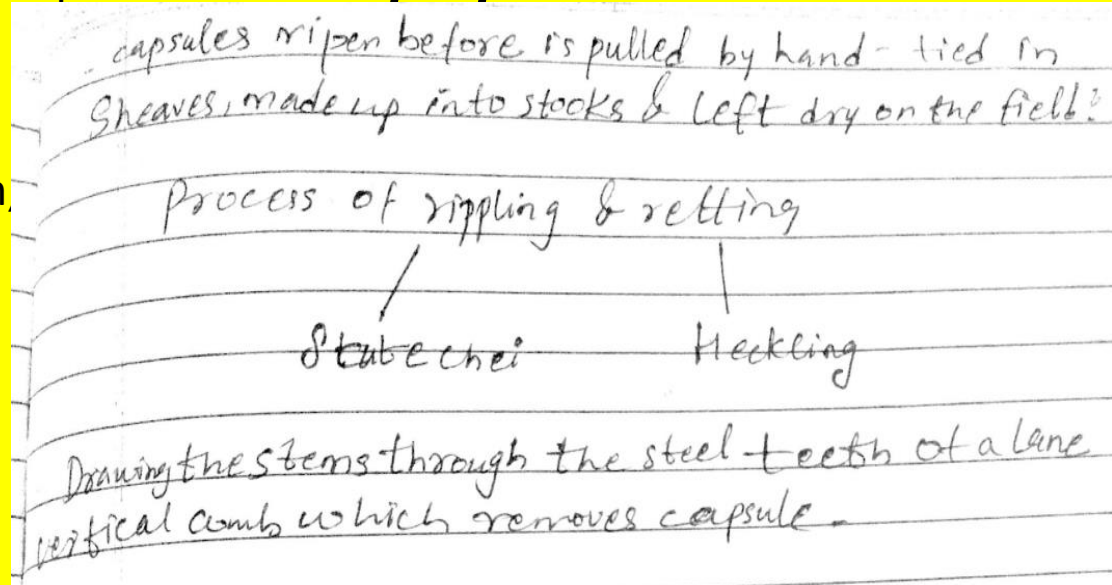 capsules ripen before is pulled by hand - tied in
Sheaves, made up into stooks & left dry on the field:
Process of rippling & retting
Heckling
Drawing the stems through the steel teeth of a lane
vertical comb which removes capsule.